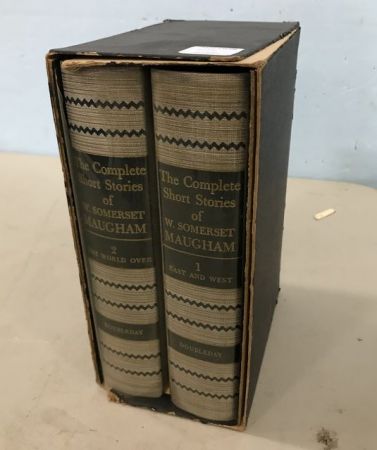 The Complete
Short Stories
of
W. SOMERSET
MAUGHAM
2
THE WORLD OVER
DOUBLEDAY
The Complete
Short Stories
of
W. SOMERSET
MAUGHAM
1
EAST AND WEST
DOUBLEDAY